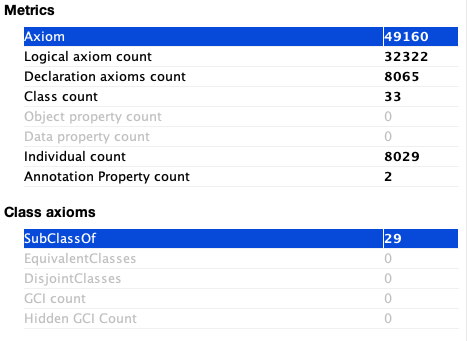 Metrics
Axiom 49160
Logical axiom count 32322
Declaration axioms count 8065
Class count 33
Object property count 0
Data property count 0
Individual count 8029
Annotation Property count 2
Class axioms
SubClassOf 29
EquivalentClasses 0
DisjointClasses 0
GCI count 0
Hidden GCI Count 0